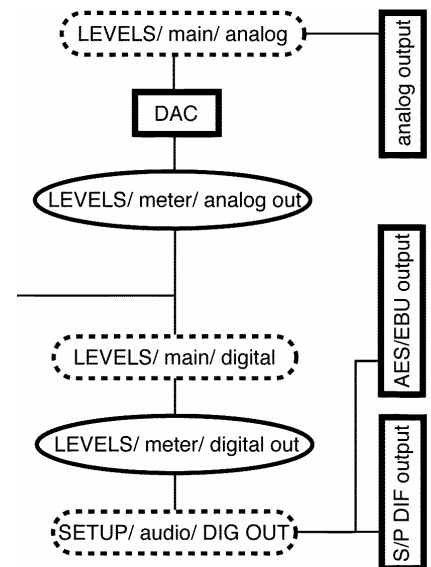 LEVELS/ main/ analog
analog output
DAC
LEVELS/ meter/ analog out
LEVELS/ main/ digital
AES/EBU output
LEVELS/ meter/ digital out
SETUP/ audio/ DIG OUT
S/P DIF output